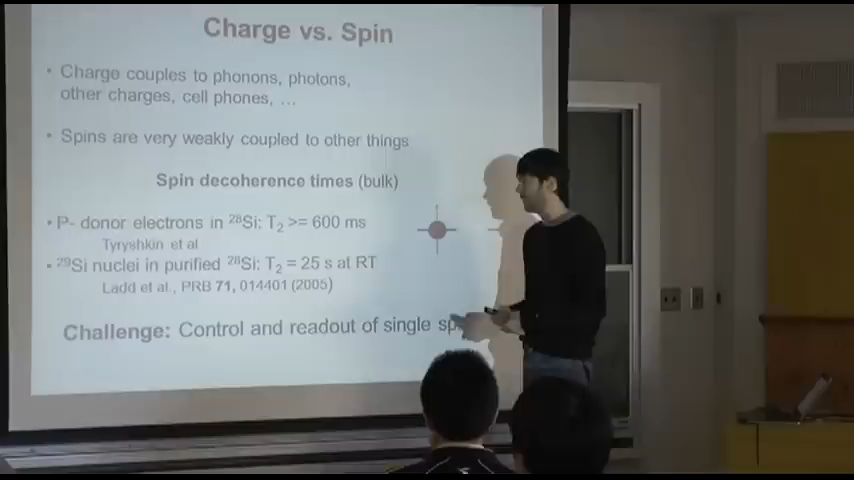 Charge vs. Spin
• Charge couples to phonons, photons,
other charges, cell phones, …
• Spins are very weakly coupled to other things
Spin decoherence times (bulk)
• P- donor electrons in ²⁸Si: T₂ >= 600 ms
Tyryshkin et al
• ²⁹Si nuclei in purified ²⁸Si: T₂ = 25 s at RT
Ladd et al., PRB 71, 014401 (2005)
Challenge: Control and readout of single sp